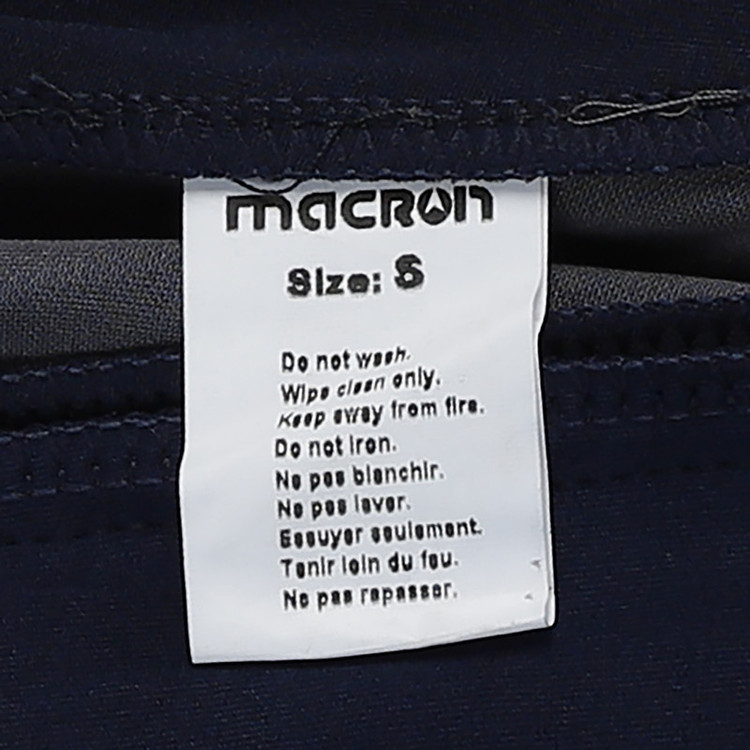 macron
Size: S
Do not wash.
Wipe clean only.
Keep away from fire.
Do not iron.
Ne pas blanchir.
Ne pas laver.
Essuyer seulement.
Tenir loin du feu.
Ne pas repasser.